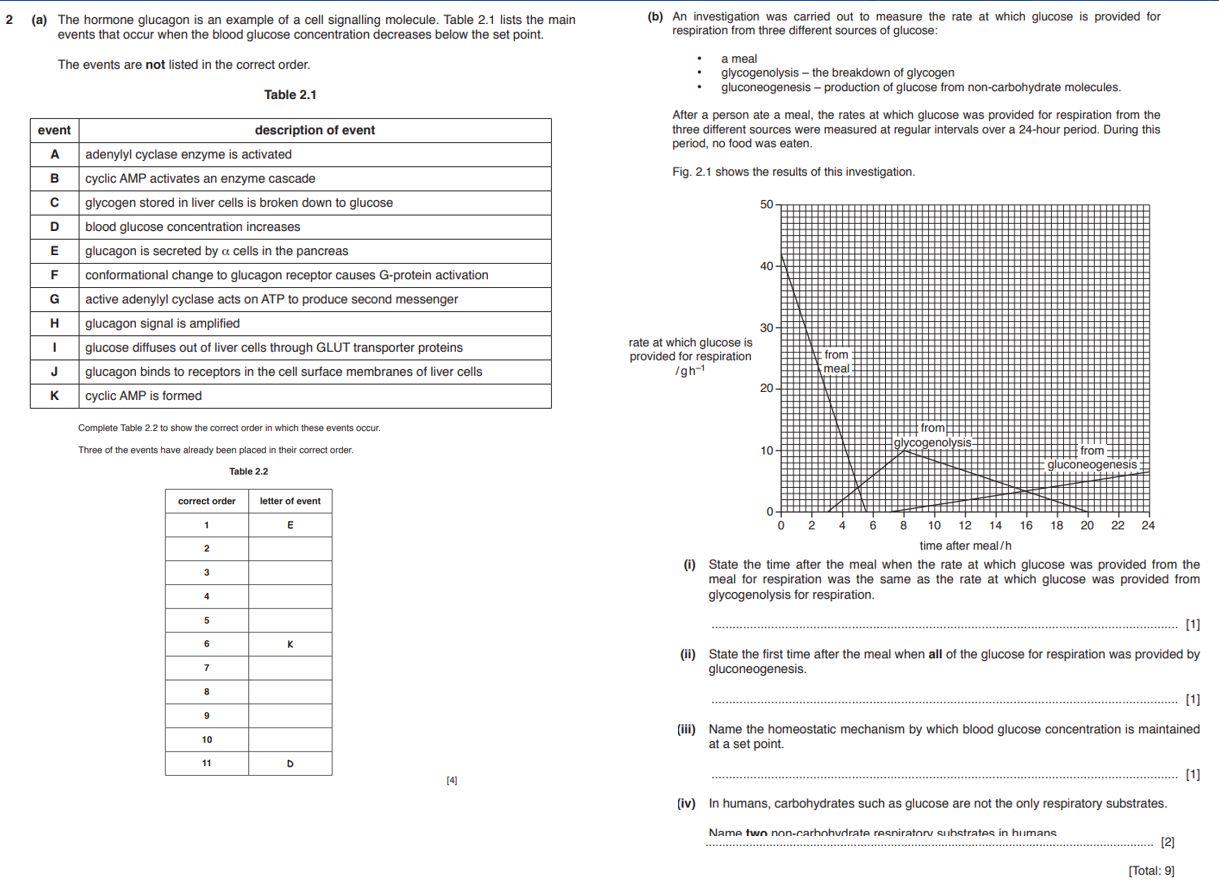 2 (a) The hormone glucagon is an example of a cell signalling molecule. Table 2.1 lists the main
events that occur when the blood glucose concentration decreases below the set point.
The events are not listed in the correct order.
Table 2.1
event description of event
A adenylyl cyclase enzyme is activated
B cyclic AMP activates an enzyme cascade
C glycogen stored in liver cells is broken down to glucose
D blood glucose concentration increases
E glucagon is secreted by α cells in the pancreas
F conformational change to glucagon receptor causes G-protein activation
G active adenylyl cyclase acts on ATP to produce second messenger
H glucagon signal is amplified
I glucose diffuses out of liver cells through GLUT transporter proteins
J glucagon binds to receptors in the cell surface membranes of liver cells
K cyclic AMP is formed
Complete Table 2.2 to show the correct order in which these events occur.
Three of the events have already been placed in their correct order.
Table 2.2
correct order letter of event
1 E
2
3
4
5
6 K
7
8
9
10
11 D
[4]
(b) An investigation was carried out to measure the rate at which glucose is provided for
respiration from three different sources of glucose:
• a meal
• glycogenolysis – the breakdown of glycogen
• gluconeogenesis – production of glucose from non-carbohydrate molecules.
After a person ate a meal, the rates at which glucose was provided for respiration from the
three different sources were measured at regular intervals over a 24-hour period. During this
period, no food was eaten.
Fig. 2.1 shows the results of this investigation.
50
40
30
20
10
0
rate at which glucose is
provided for respiration
/gh⁻¹
from
meal
from
glycogenolysis
from
gluconeogenesis
0 2 4 6 8 10 12 14 16 18 20 22 24
time after meal/h
(i) State the time after the meal when the rate at which glucose was provided from the
meal for respiration was the same as the rate at which glucose was provided from
glycogenolysis for respiration.
[1]
(ii) State the first time after the meal when all of the glucose for respiration was provided by
gluconeogenesis.
[1]
(iii) Name the homeostatic mechanism by which blood glucose concentration is maintained
at a set point.
[1]
(iv) In humans, carbohydrates such as glucose are not the only respiratory substrates.
Name two non-carbohydrate respiratory substrates in humans
[2]
[Total: 9]